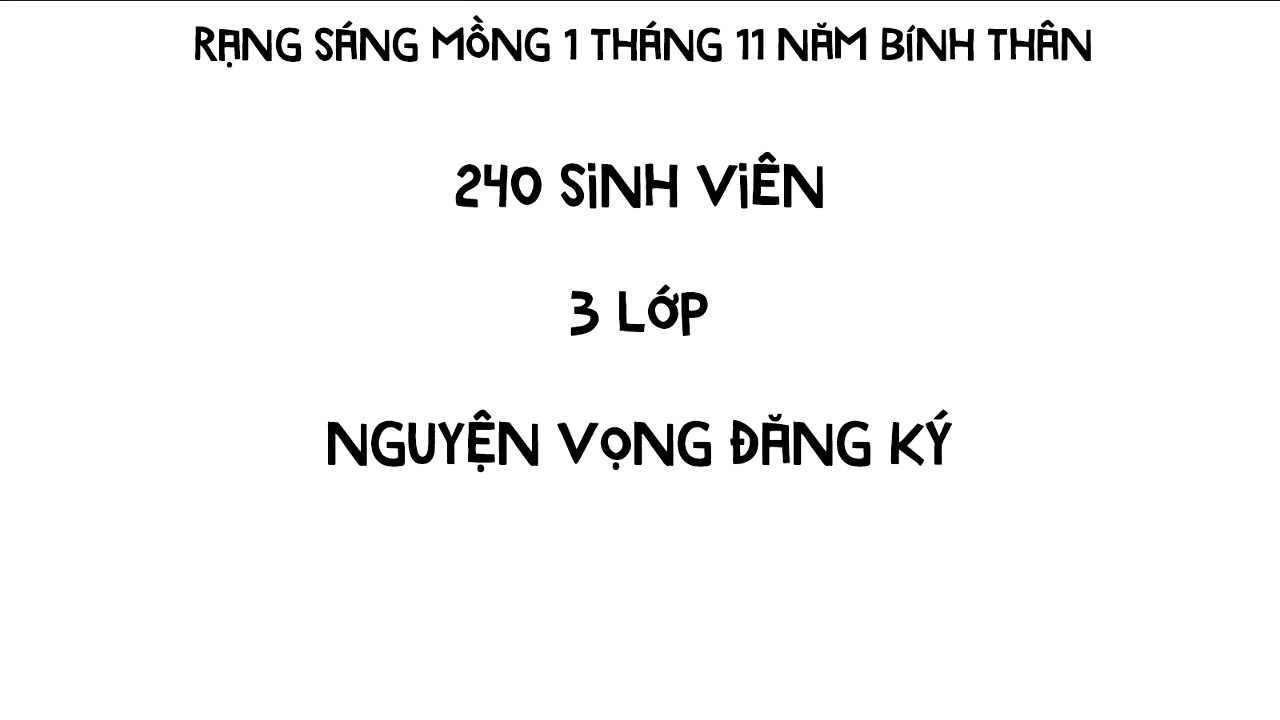 RẠNG SÁNG MỒNG 1 THÁNG 11 NĂM BÍNH THÂN
240 SINH VIÊN
3 LỚP
NGUYỆN VỌNG ĐĂNG KÝ